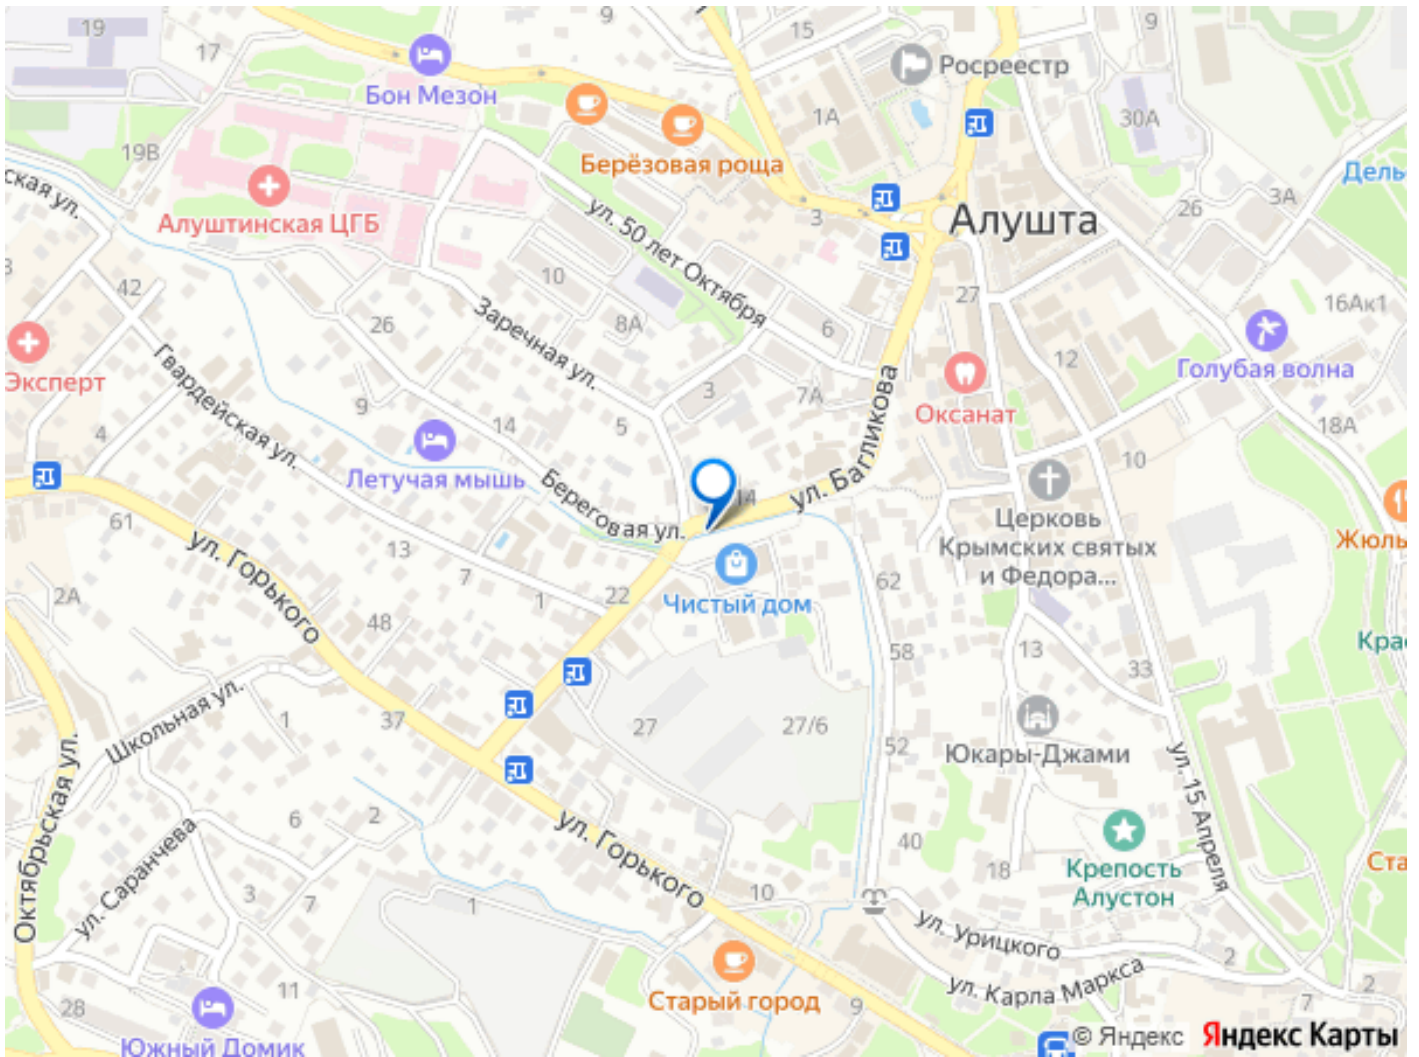 19
17
9
15
9
Бон Мезон
Росреестр
1А
30А
19В
Берёзовая роща
Дель
ская ул.
Алуштинская ЦГБ
ул. 50 лет Октября
3
Алушта
26
3А
42
10
8А
26
6
27
16Ак1
Заречная ул.
12
Эксперт
Гвардейская ул.
Голубая волна
9
3
7А
Оксанат
14
5
18А
4
Летучая мышь
Береговая ул.
14
ул. Багликова
10
61
ул. Горького
13
7
1
22
Чистый дом
62
Церковь
Крымских святых
и Федора...
Жюль
2А
48
58
13
33
Крас
Школьная ул.
1
37
27
27/6
52
Юкары-Джами
ул. 15 Апреля
Октябрьская ул.
6
2
ул. Горького
40
18
Крепость
Алустон
Ста
ул. Саранчева
3
7
1
10
ул. Урицкого
2
11
28
Старый город
9
ул. Карла Маркса
7
2
Южный Домик
© Яндекс Яндекс Карты